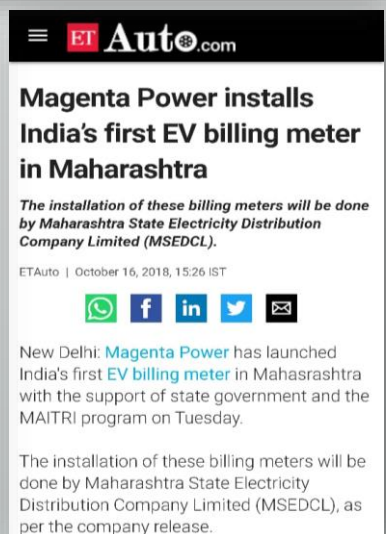 ET Auto.com
Magenta Power installs
India's first EV billing meter
in Maharashtra
The installation of these billing meters will be done
by Maharashtra State Electricity Distribution
Company Limited (MSEDCL).
ETAuto | October 16, 2018, 15:26 IST
f in
New Delhi: Magenta Power has launched
India's first EV billing meter in Mahasrashtra
with the support of state government and the
MAITRI program on Tuesday.
The installation of these billing meters will be
done by Maharashtra State Electricity
Distribution Company Limited (MSEDCL), as
per the company release.